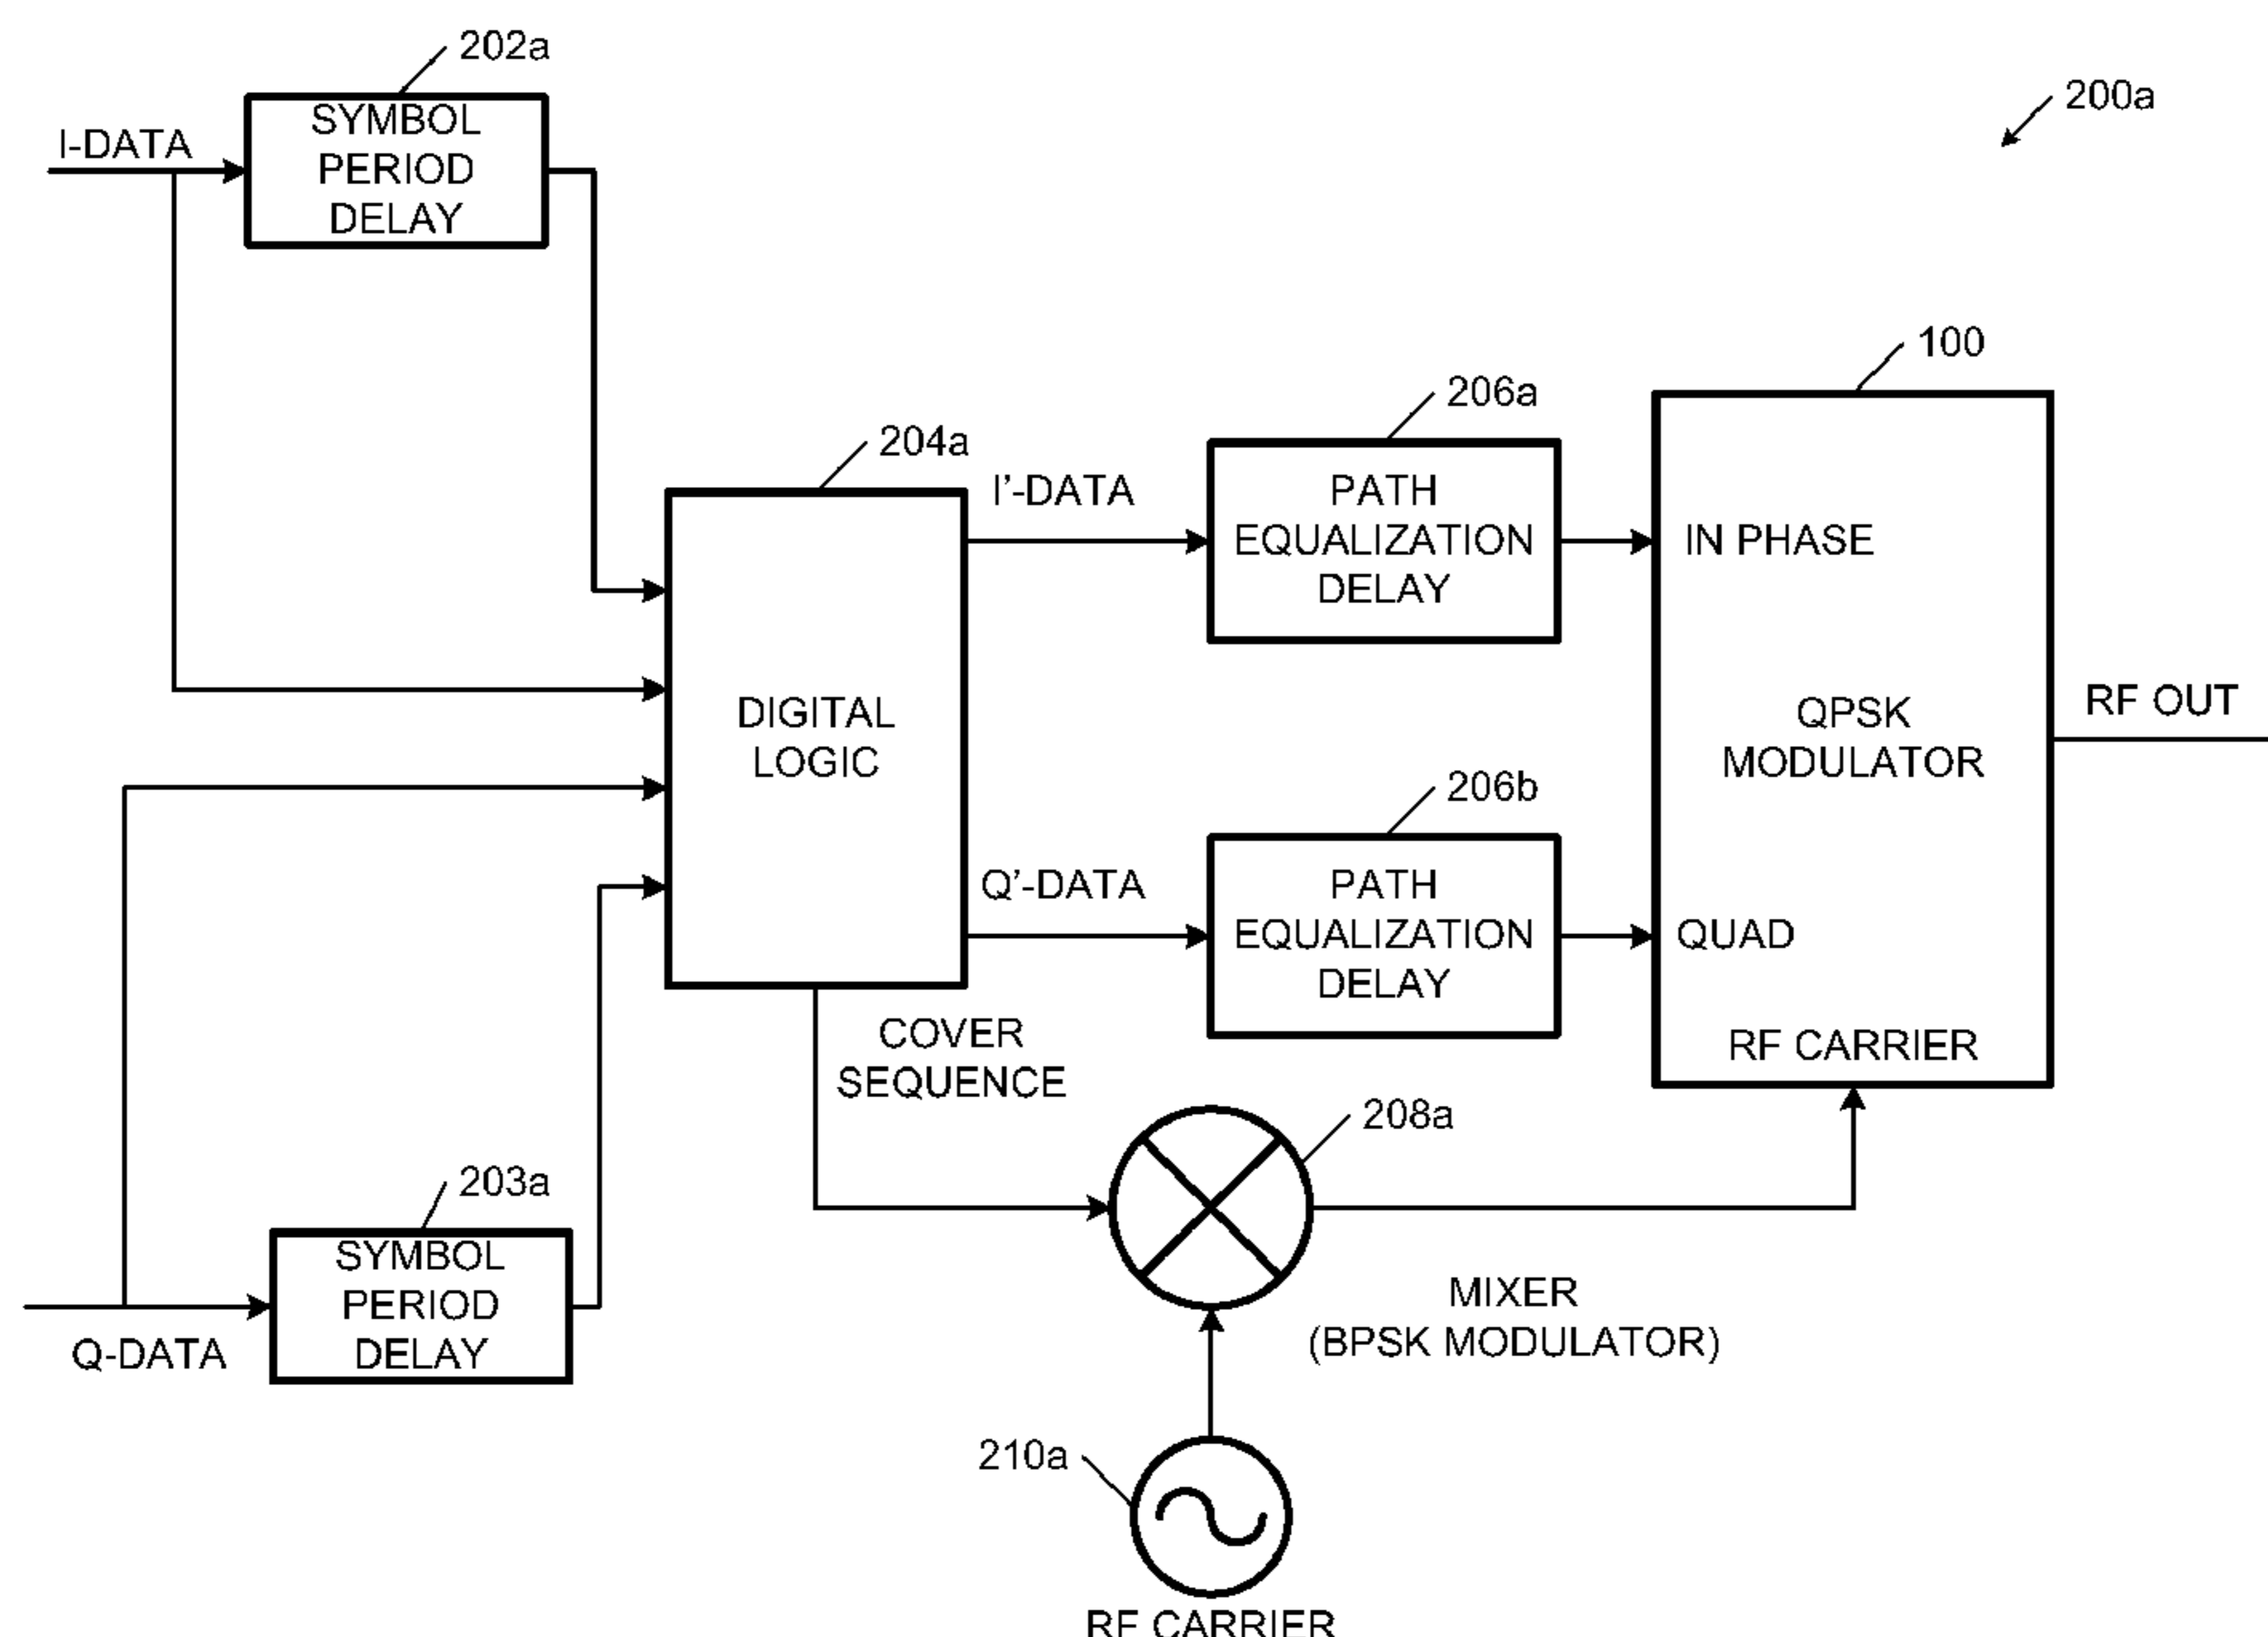 202a
200a
I-DATA
SYMBOL
PERIOD
DELAY
100
206a
204a
I'-DATA
PATH
EQUALIZATION
DELAY
IN PHASE
DIGITAL
LOGIC
QPSK
MODULATOR
RF OUT
206b
Q'-DATA
PATH
EQUALIZATION
DELAY
QUAD
COVER
SEQUENCE
RF CARRIER
208a
203a
SYMBOL
PERIOD
DELAY
Q-DATA
MIXER
(BPSK MODULATOR)
210a
RF CARRIER